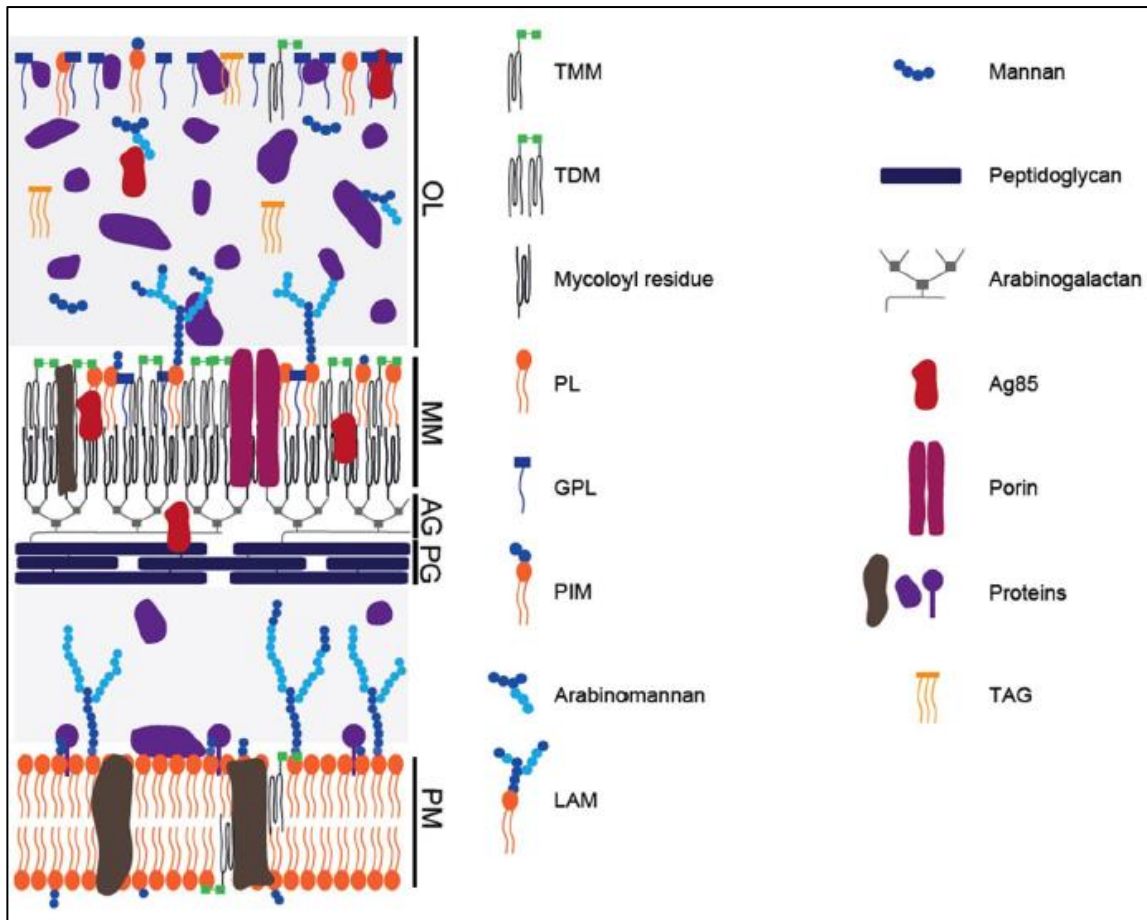 OL
MM
AG
PG
PM
TMM
TDM
Mycoloyl residue
PL
GPL
PIM
Arabinomannan
LAM
Mannan
Peptidoglycan
Arabinogalactan
Ag85
Porin
Proteins
TAG